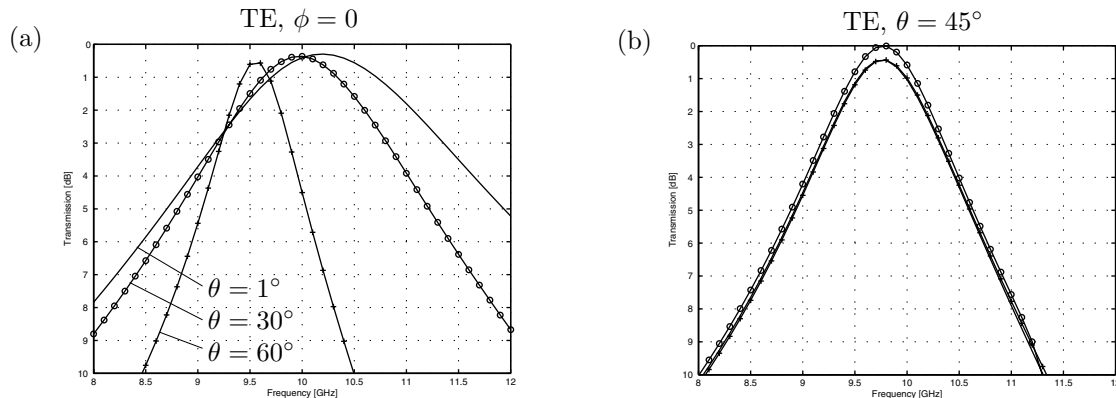 TE, ϕ = 0
(a)
0
1
2
3
4
5
6
7
8
9
10
Transmission [dB]
θ = 1°
θ = 30°
θ = 60°
8 8.5 9 9.5 10 10.5 11 11.5 12
Frequency [GHz]
TE, θ = 45°
(b)
0
1
2
3
4
5
6
7
8
9
10
Transmission [dB]
8 8.5 9 9.5 10 10.5 11 11.5 12
Frequency [GHz]